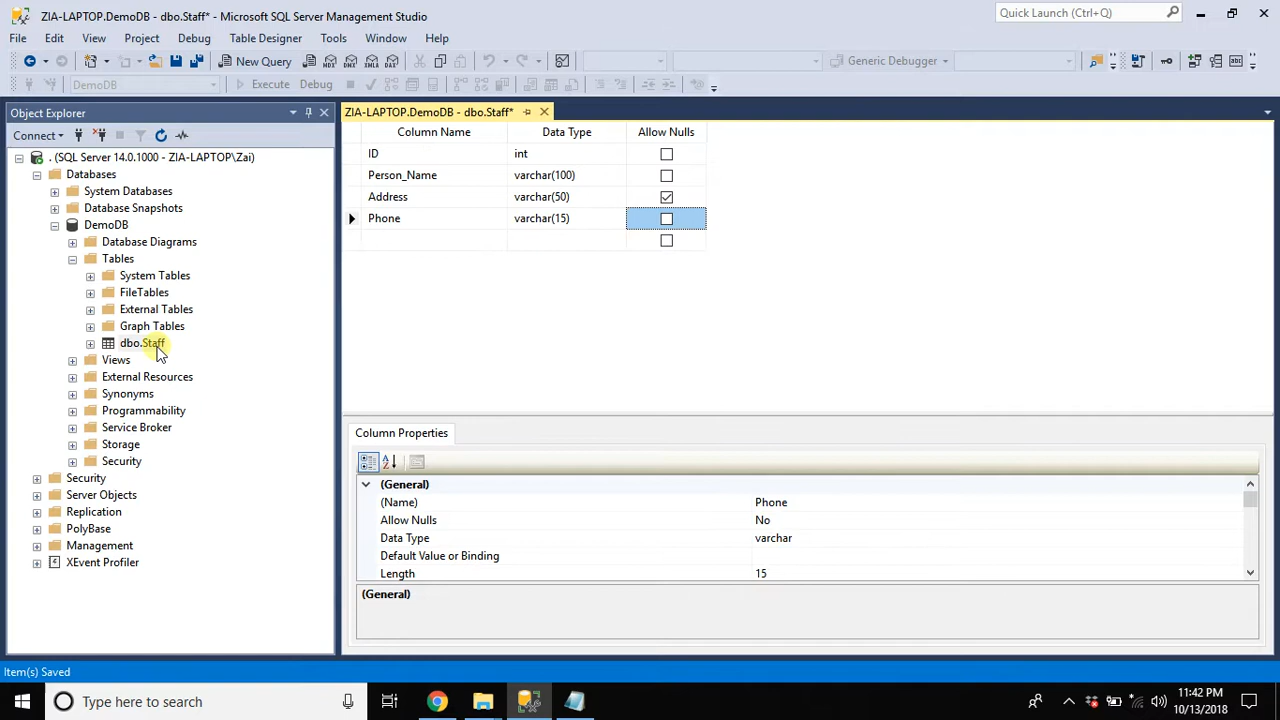 ZIA-LAPTOP.DemoDB - dbo.Staff* - Microsoft SQL Server Management Studio
Quick Launch (Ctrl+Q)
File Edit View Project Debug Table Designer Tools Window Help
New Query
Generic Debugger
DemoDB
Execute Debug
Object Explorer
ZIA-LAPTOP.DemoDB - dbo.Staff*
Connect
Column Name Data Type Allow Nulls
ID int
Person_Name varchar(100)
Address varchar(50)
Phone varchar(15)
. (SQL Server 14.0.1000 - ZIA-LAPTOP\Zai)
Databases
System Databases
Database Snapshots
DemoDB
Database Diagrams
Tables
System Tables
FileTables
External Tables
Graph Tables
dbo.Staff
Views
External Resources
Synonyms
Programmability
Service Broker
Storage
Security
Security
Server Objects
Replication
PolyBase
Management
XEvent Profiler
Column Properties
(General)
(Name) Phone
Allow Nulls No
Data Type varchar
Default Value or Binding
Length 15
(General)
Item(s) Saved
Type here to search
11:42 PM
10/13/2018